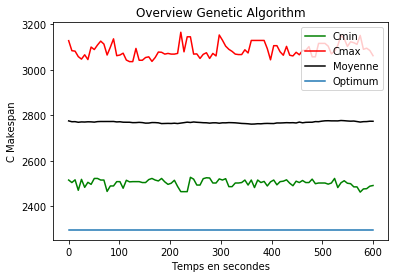 Overview Genetic Algorithm
Cmin
Cmax
Moyenne
Optimum
C Makespan
3200
3000
2800
2600
2400
0
100
200
300
400
500
600
Temps en secondes